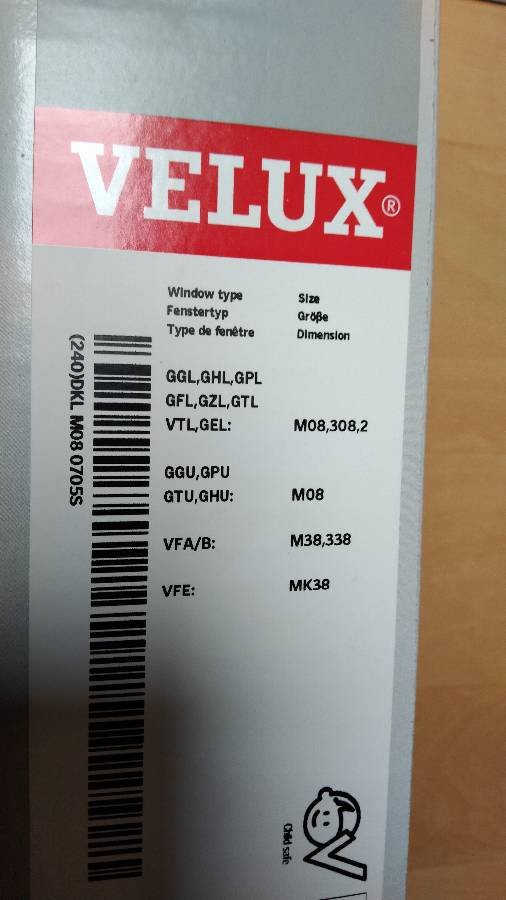 VELUX®
Window type Size
Fenstertyp Größe
Type de fenêtre Dimension
GGL,GHL,GPL
GFL,GZL,GTL
VTL,GEL: M08,308,2
GGU,GPU
GTU,GHU: M08
VFA/B: M38,338
VFE: MK38
(240)DKL M08 0705S
Child safe